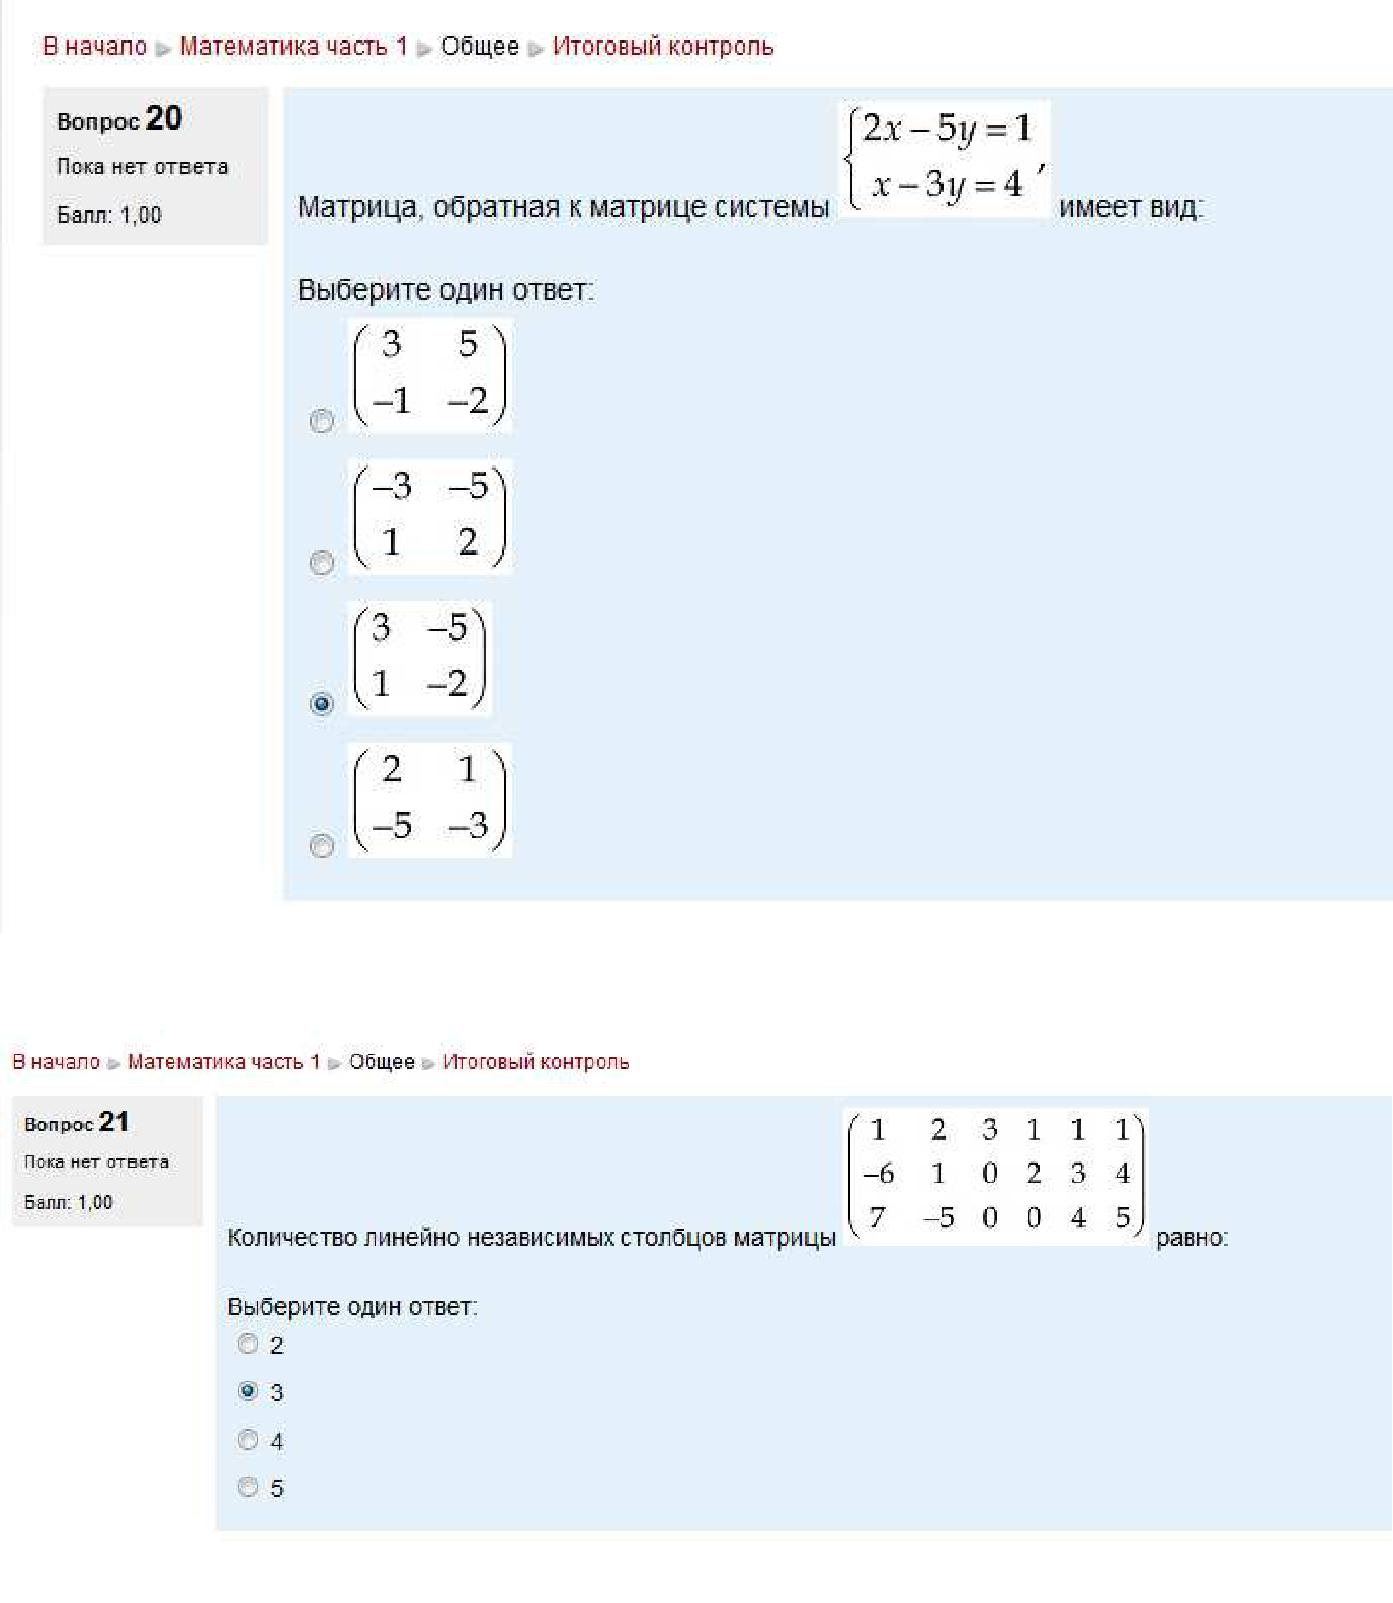 В начало Математика часть 1 Общее Итоговый контроль
Вопрос 20
Пока нет ответа
Балл: 1,00
Матрица, обратная к матрице системы { 2x – 5y = 1
x – 3y = 4 , имеет вид:
Выберите один ответ:
( 3 5
–1 –2 )
( –3 –5
1 2 )
( 3 –5
1 –2 )
( 2 1
–5 –3 )
В начало Математика часть 1 Общее Итоговый контроль
Вопрос 21
Пока нет ответа
Балл: 1,00
Количество линейно независимых столбцов матрицы ( 1 2 3 1 1 1
–6 1 0 2 3 4
7 –5 0 0 4 5 ) равно:
Выберите один ответ:
2
3
4
5